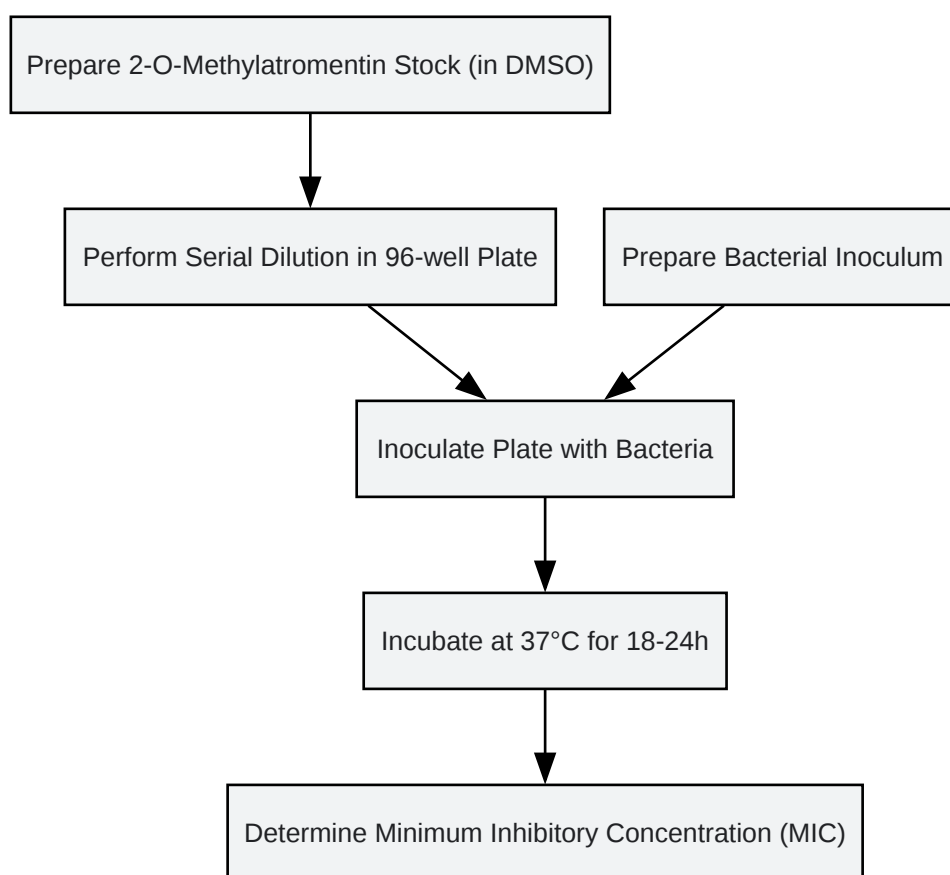 Prepare 2-O-Methylatromentin Stock (in DMSO)
Perform Serial Dilution in 96-well Plate
Prepare Bacterial Inoculum
Inoculate Plate with Bacteria
Incubate at 37°C for 18-24h
Determine Minimum Inhibitory Concentration (MIC)